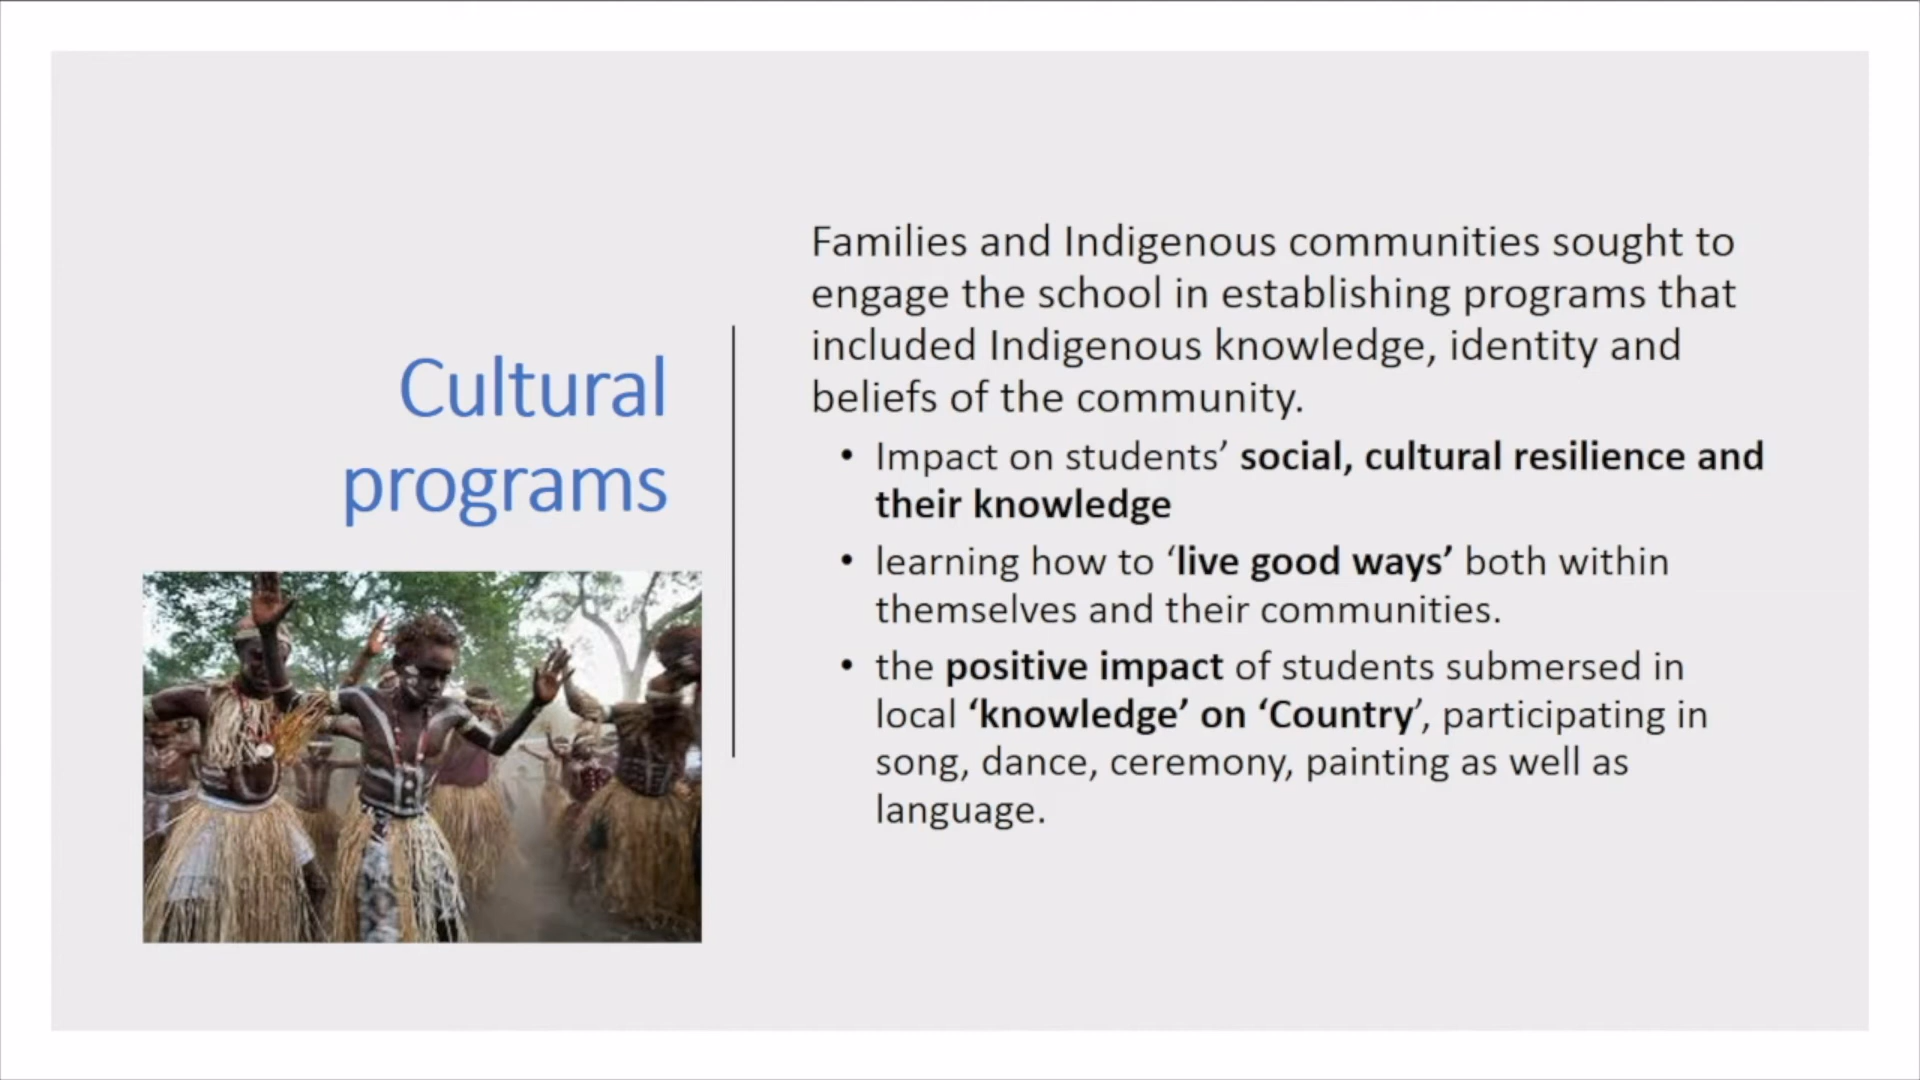 Cultural
programs
Families and Indigenous communities sought to
engage the school in establishing programs that
included Indigenous knowledge, identity and
beliefs of the community.
• Impact on students’ social, cultural resilience and
their knowledge
• learning how to ‘live good ways’ both within
themselves and their communities.
• the positive impact of students submersed in
local ‘knowledge’ on ‘Country’, participating in
song, dance, ceremony, painting as well as
language.